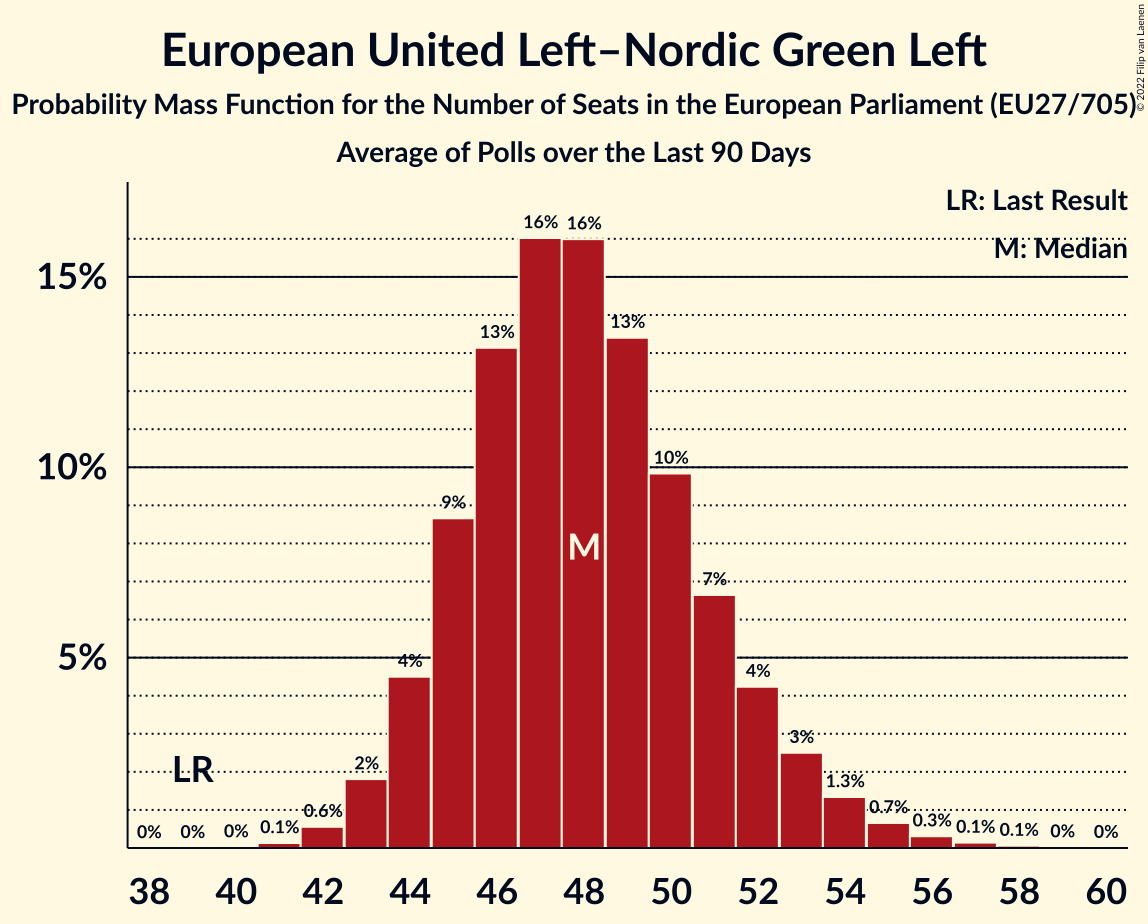 European United Left–Nordic Green Left
Probability Mass Function for the Number of Seats in the European Parliament (EU27/705)
Average of Polls over the Last 90 Days
© 2022 Filip van Laenen
LR: Last Result
M: Median
15%
10%
5%
0% 0% 0% 0.1% 0.6% 2% 4% 9% 13% 16% 16% 13% 10% 7% 4% 3% 1.3% 0.7% 0.3% 0.1% 0.1% 0% 0%
LR
M
38 40 42 44 46 48 50 52 54 56 58 60